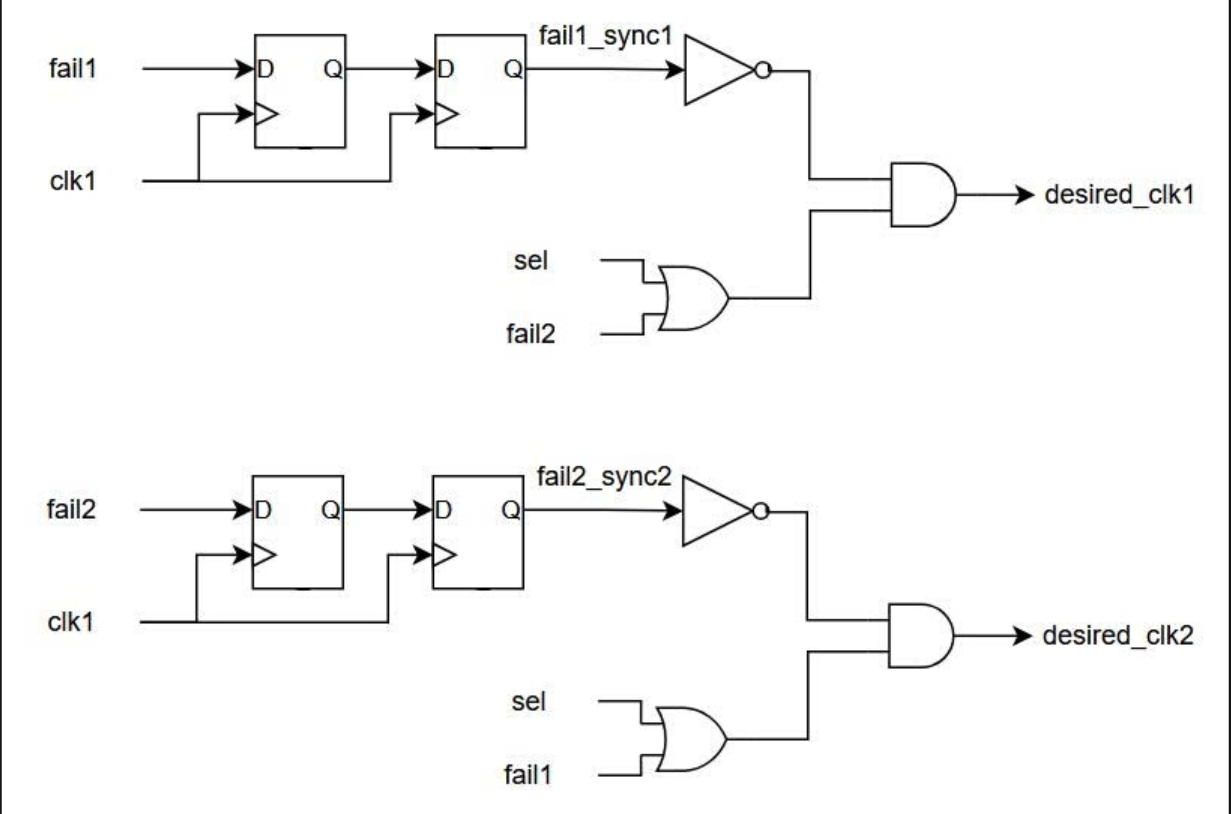 fail1_sync1
fail1
D Q D Q
clk1
desired_clk1
sel
fail2
fail2_sync2
fail2
D Q D Q
clk1
desired_clk2
sel
fail1